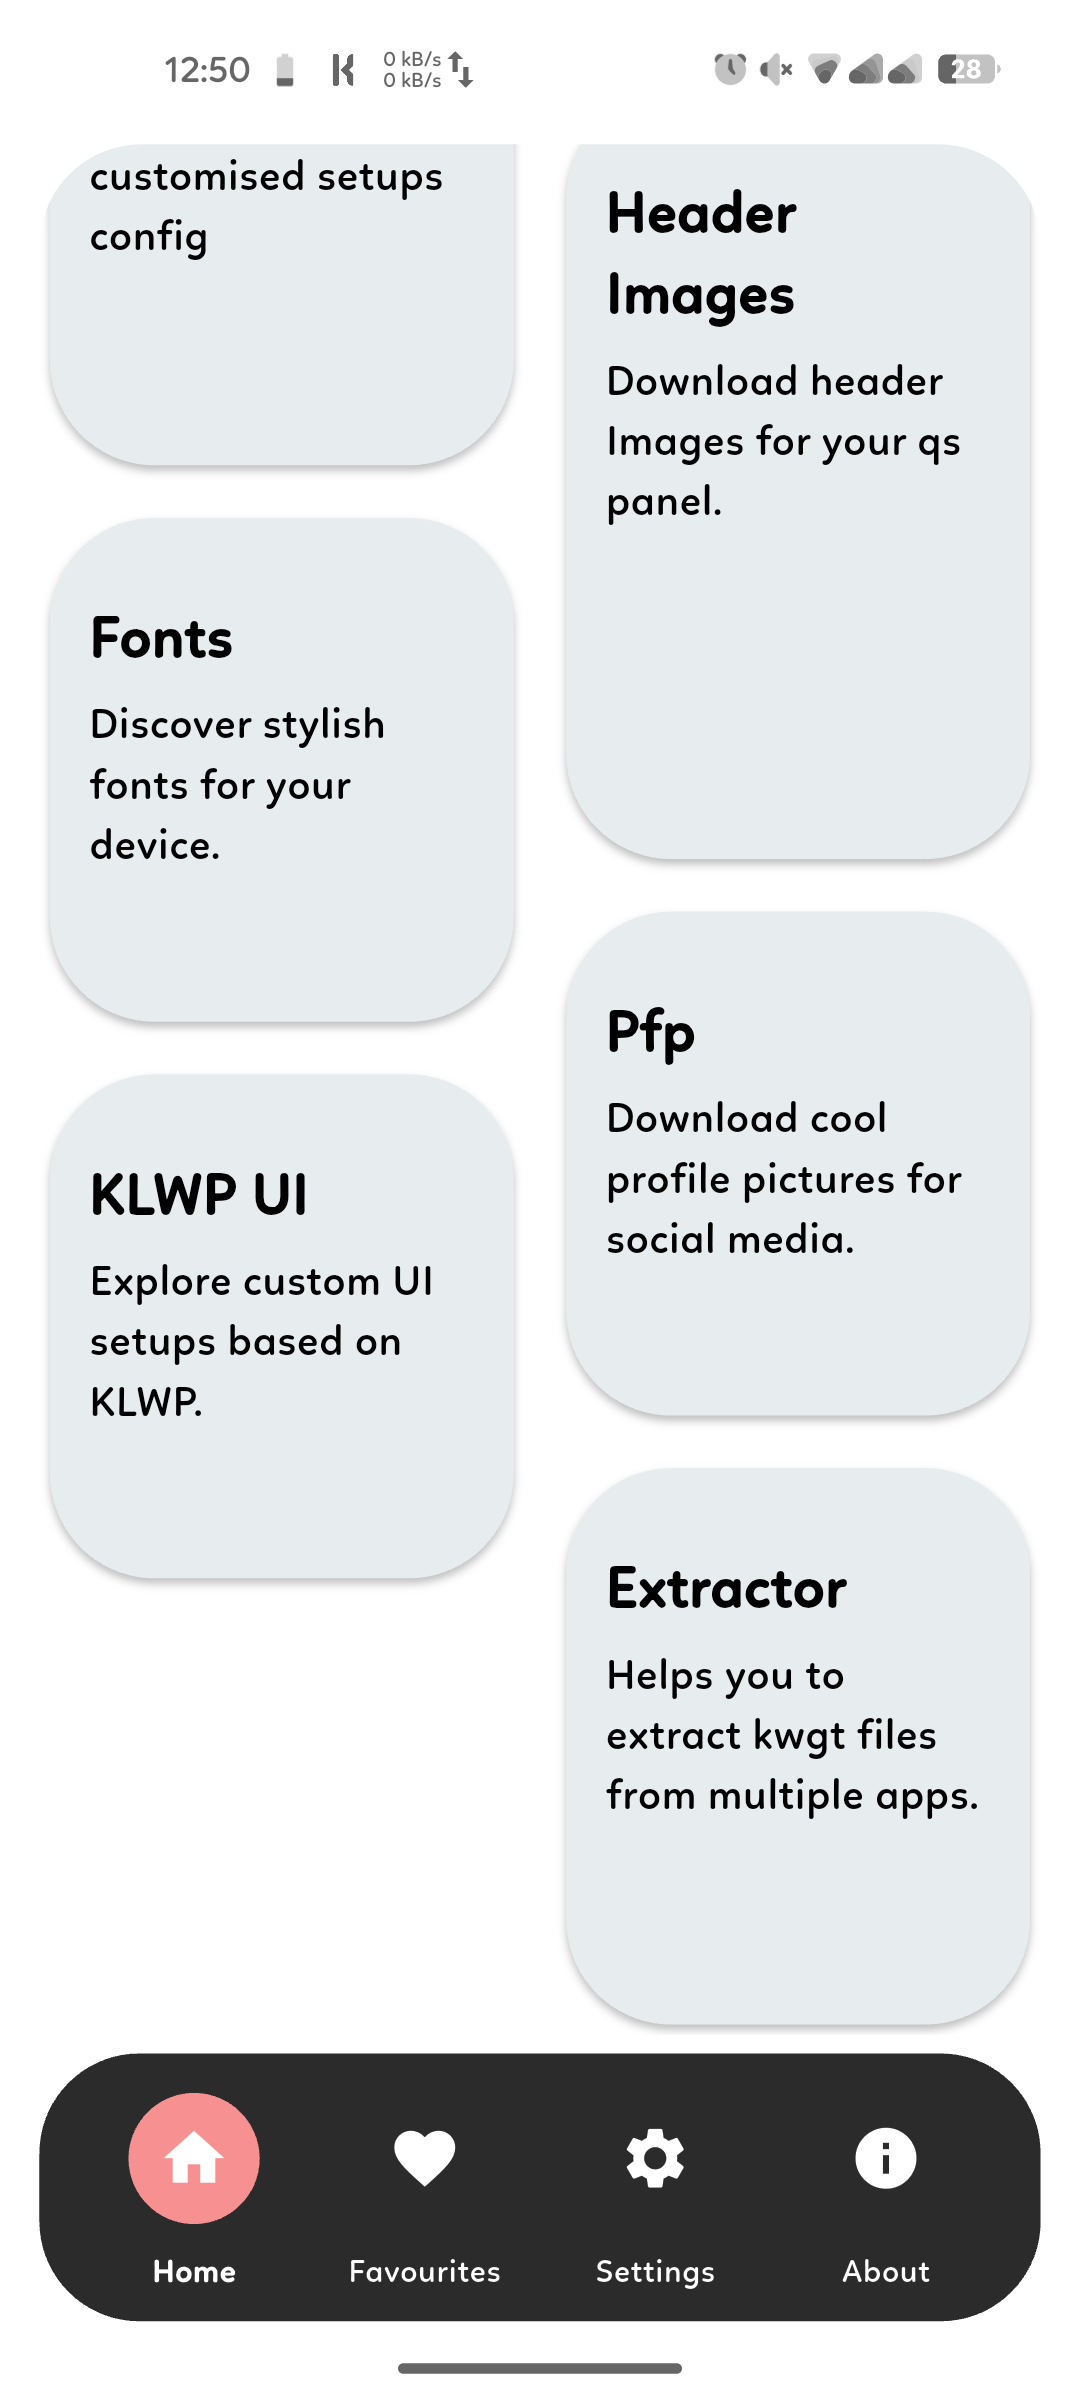 12:50
0 kB/s
0 kB/s
28
customised setups
config
Header
Images
Download header
Images for your qs
panel.
Fonts
Discover stylish
fonts for your
device.
Pfp
Download cool
profile pictures for
social media.
KLWP UI
Explore custom UI
setups based on
KLWP.
Extractor
Helps you to
extract kwgt files
from multiple apps.
Home
Favourites
Settings
About